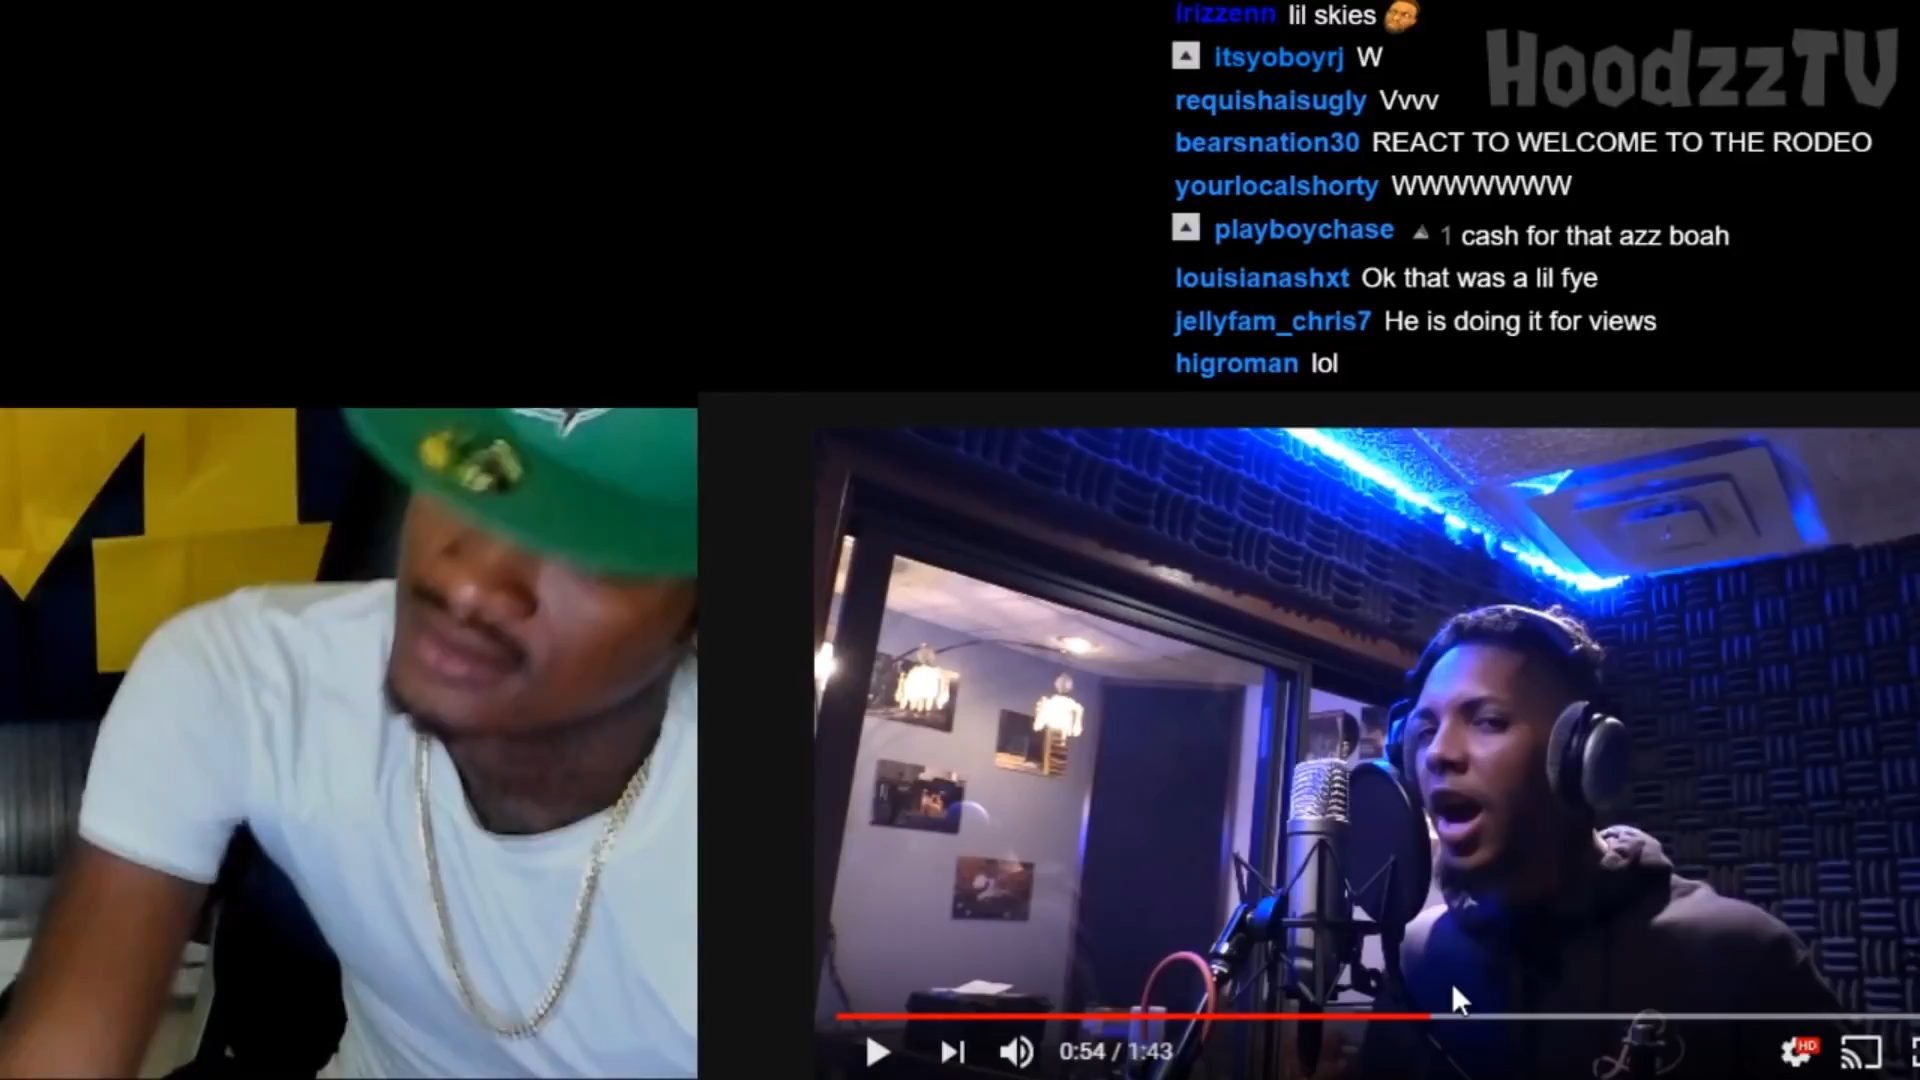 irizzenn lil skies
HoodzzTV
itsyoboyrj W
requishaisugly Vvvv
bearsnation30 REACT TO WELCOME TO THE RODEO
yourlocalshorty WWWWWWW
playboychase 1 cash for that azz boah
louisianashxt Ok that was a lil fye
jellyfam_chris7 He is doing it for views
higroman lol
0:54 / 1:43
HD